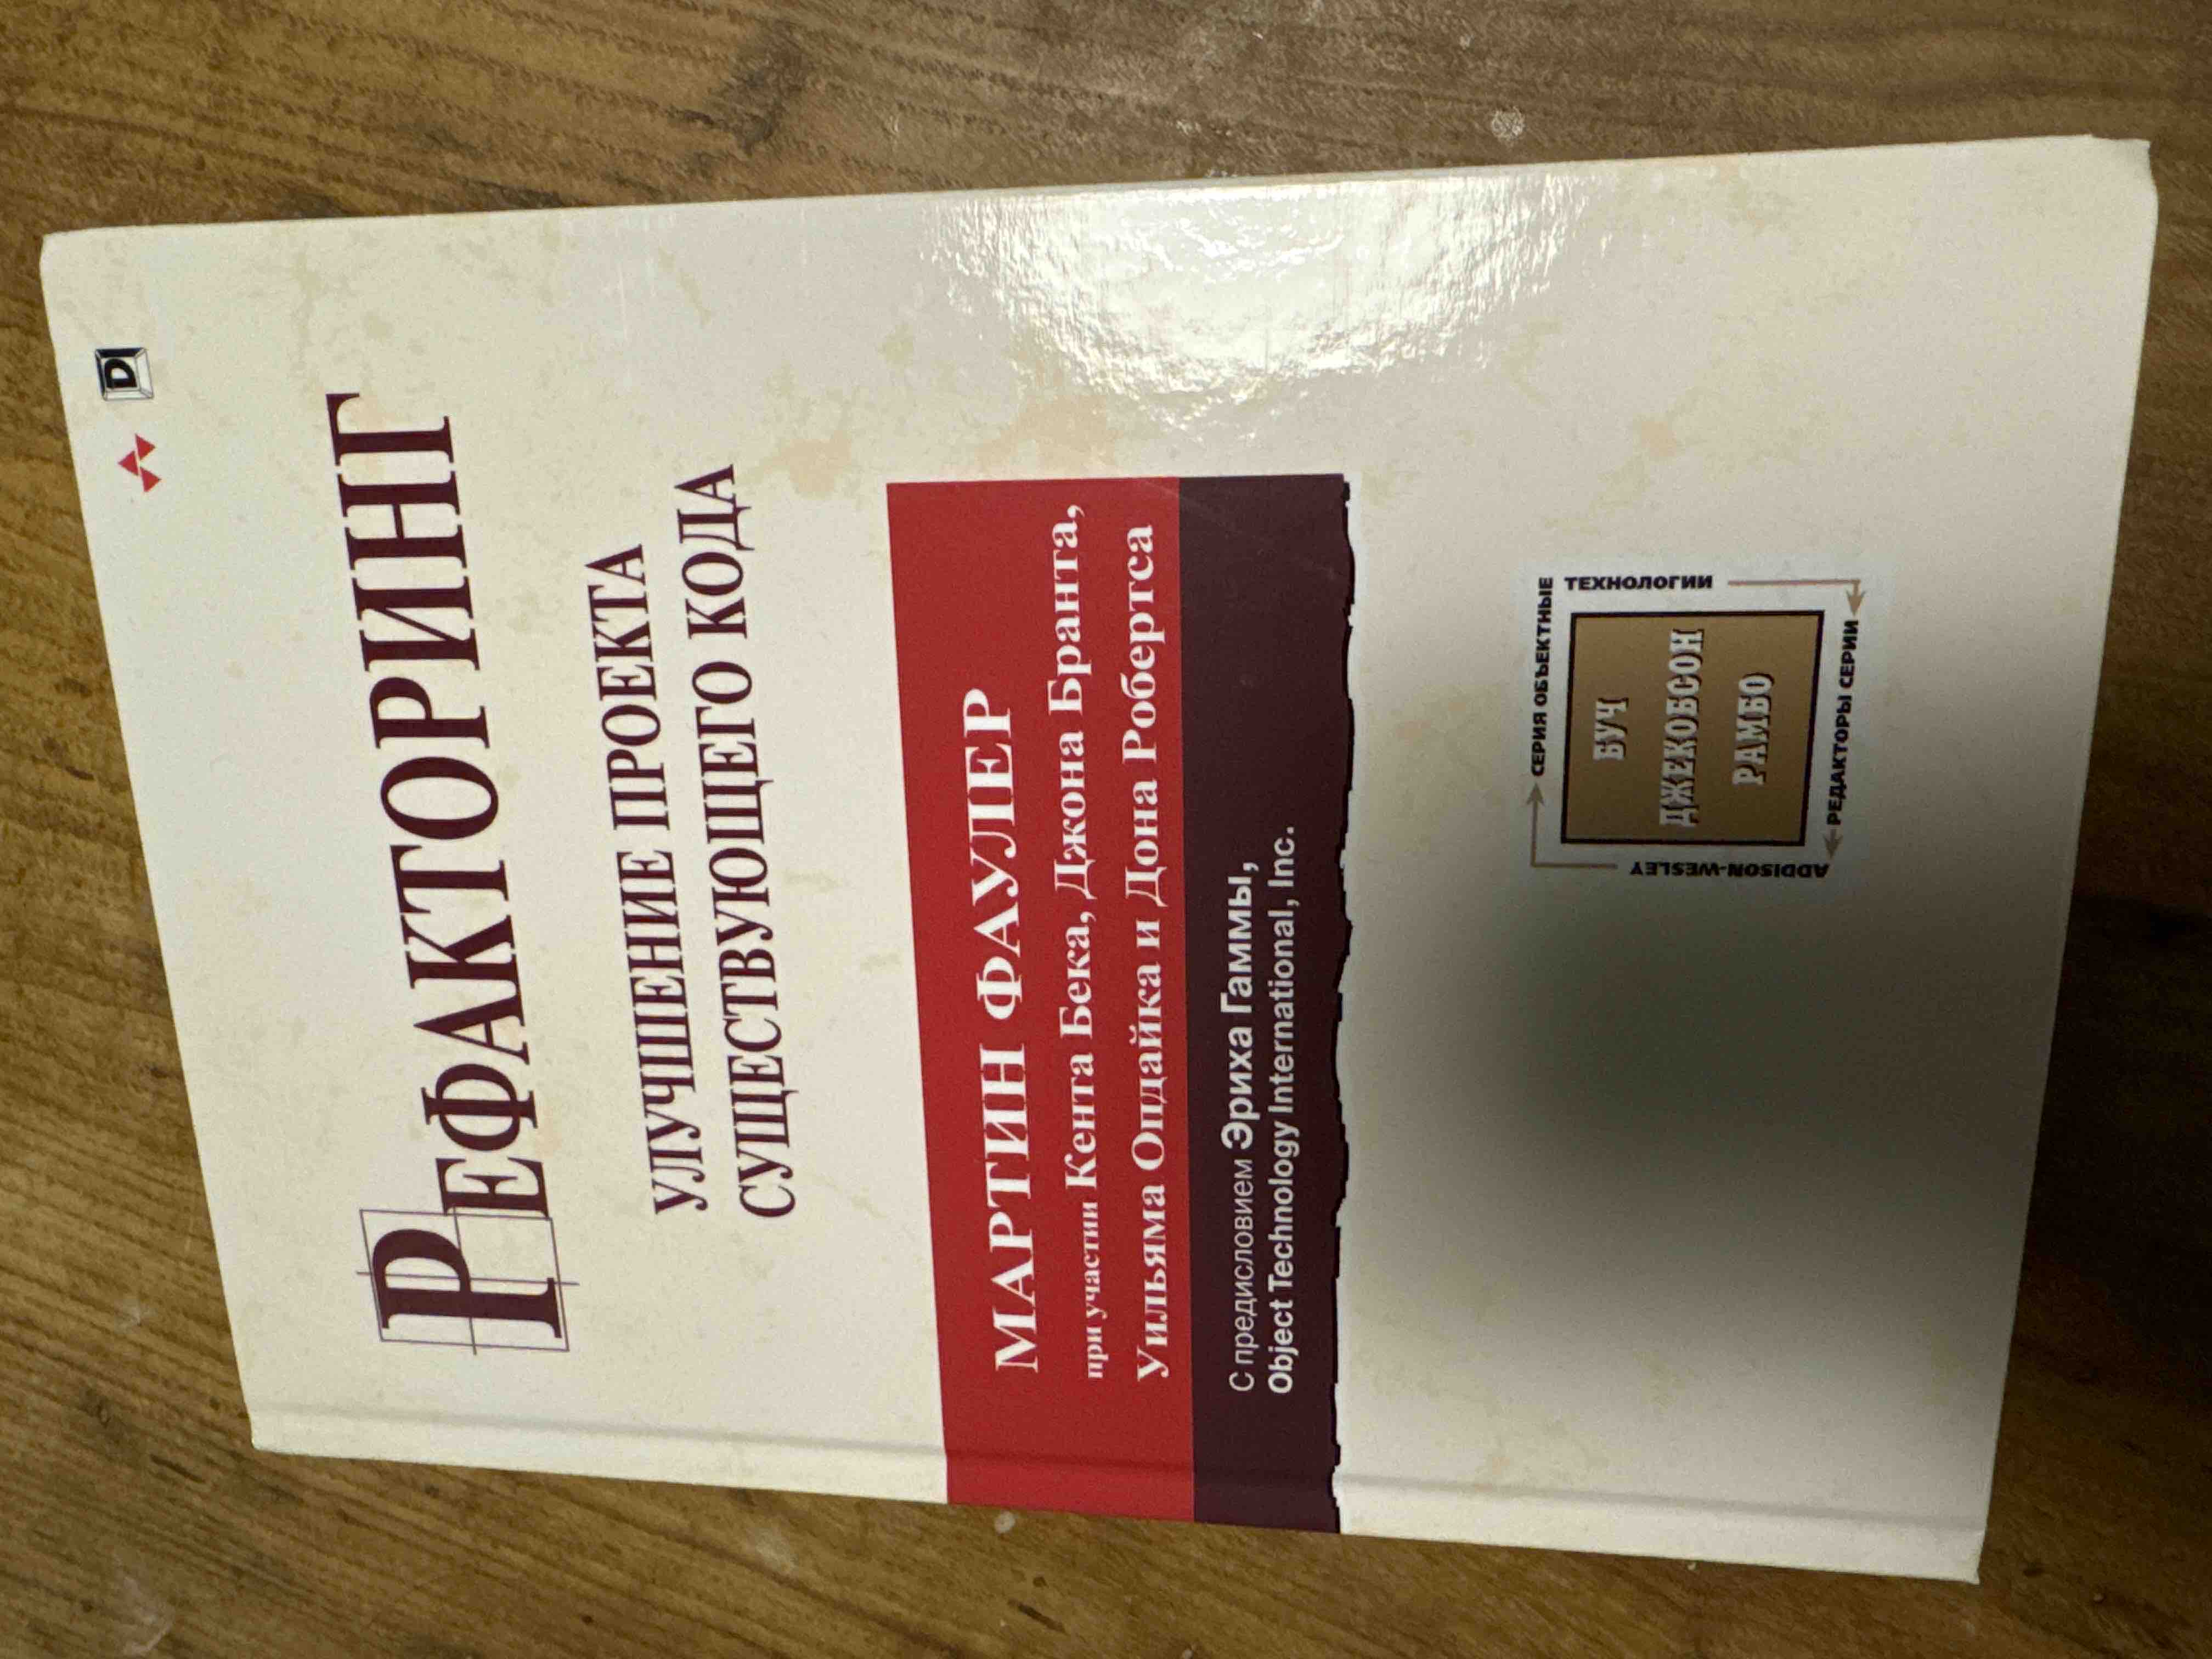 D
РЕФАКТОРИНГ
УЛУЧШЕНИЕ ПРОЕКТА
СУЩЕСТВУЮЩЕГО КОДА
МАРТИН ФАУЛЕР
при участии Кента Бека, Джона Бранта,
Уильяма Опдайка и Дона Робертса
С предисловием Эриха Гаммы,
Object Technology International, Inc.
СЕРИЯ ОБЪЕКТНЫЕ
ТЕХНОЛОГИИ
БУЧ
ДЖЕКОБСОН
РАМБО
ADDISON-WESLEY
РЕДАКТОРЫ СЕРИИ